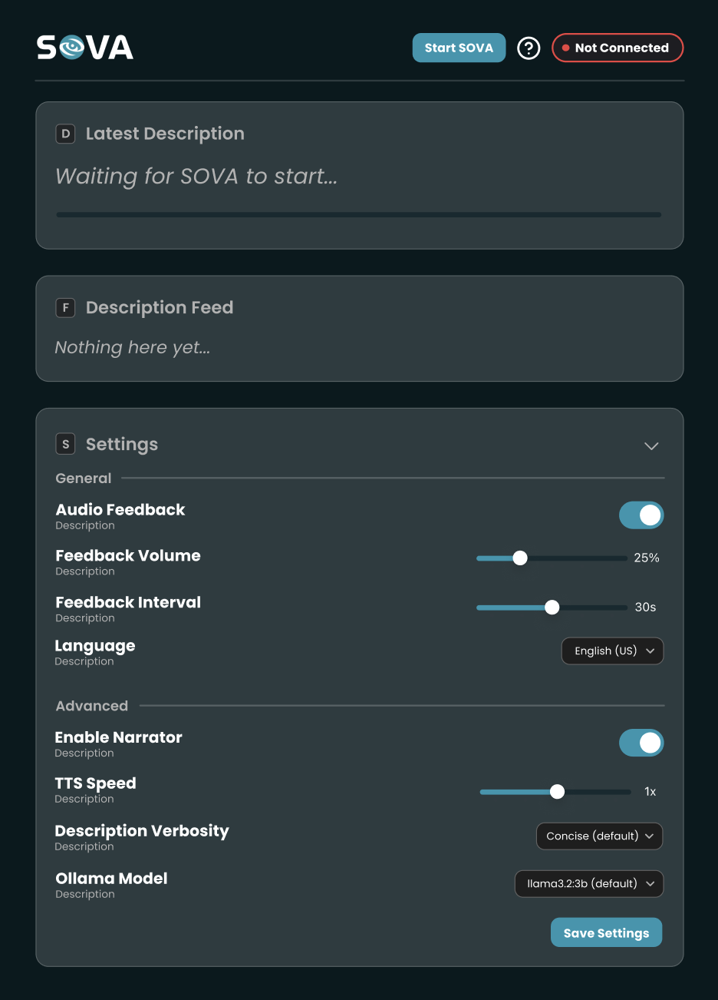 SOVA
Start SOVA
?
Not Connected
D
Latest Description
Waiting for SOVA to start...
F
Description Feed
Nothing here yet...
S
Settings
General
Audio Feedback
Description
Feedback Volume
25%
Description
Feedback Interval
30s
Description
Language
English (US)
Description
Advanced
Enable Narrator
Description
TTS Speed
1x
Description
Description Verbosity
Concise (default)
Description
Ollama Model
llama3.2:3b (default)
Description
Save Settings